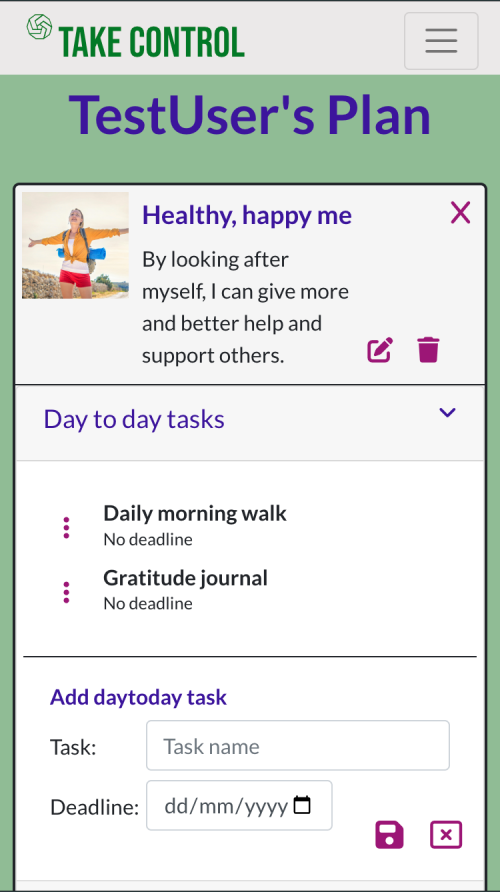 TAKE CONTROL
TestUser's Plan
Healthy, happy me
By looking after
myself, I can give more
and better help and
support others.
Day to day tasks
Daily morning walk
No deadline
Gratitude journal
No deadline
Add daytoday task
Task: Task name
Deadline: dd/mm/yyyy